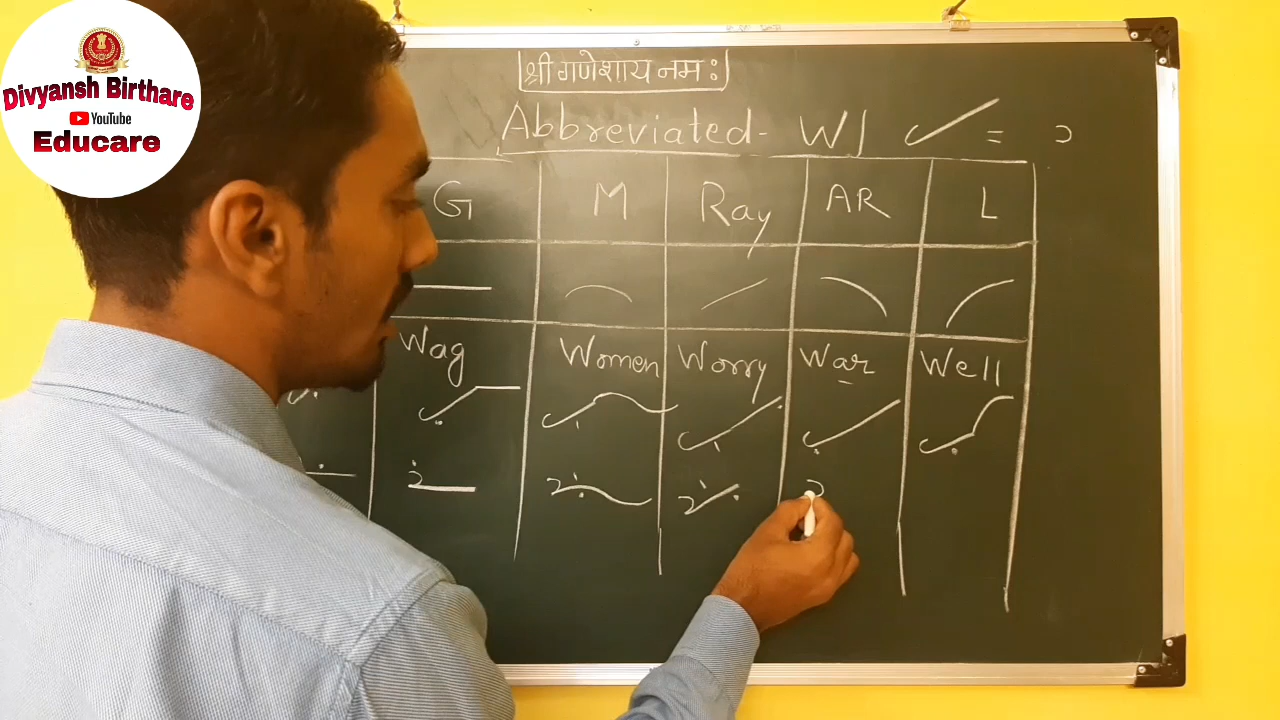 Divyansh Birthare
YouTube
Educare
श्री गणेशाय नमः
Abbreviated - W
G M Ray AR L
Wag Women Worry War Well